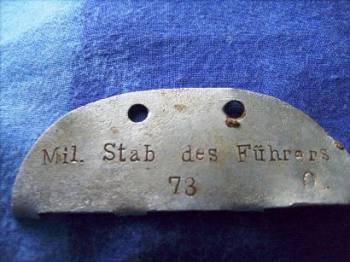 Mil. Stab des Führers
73 O